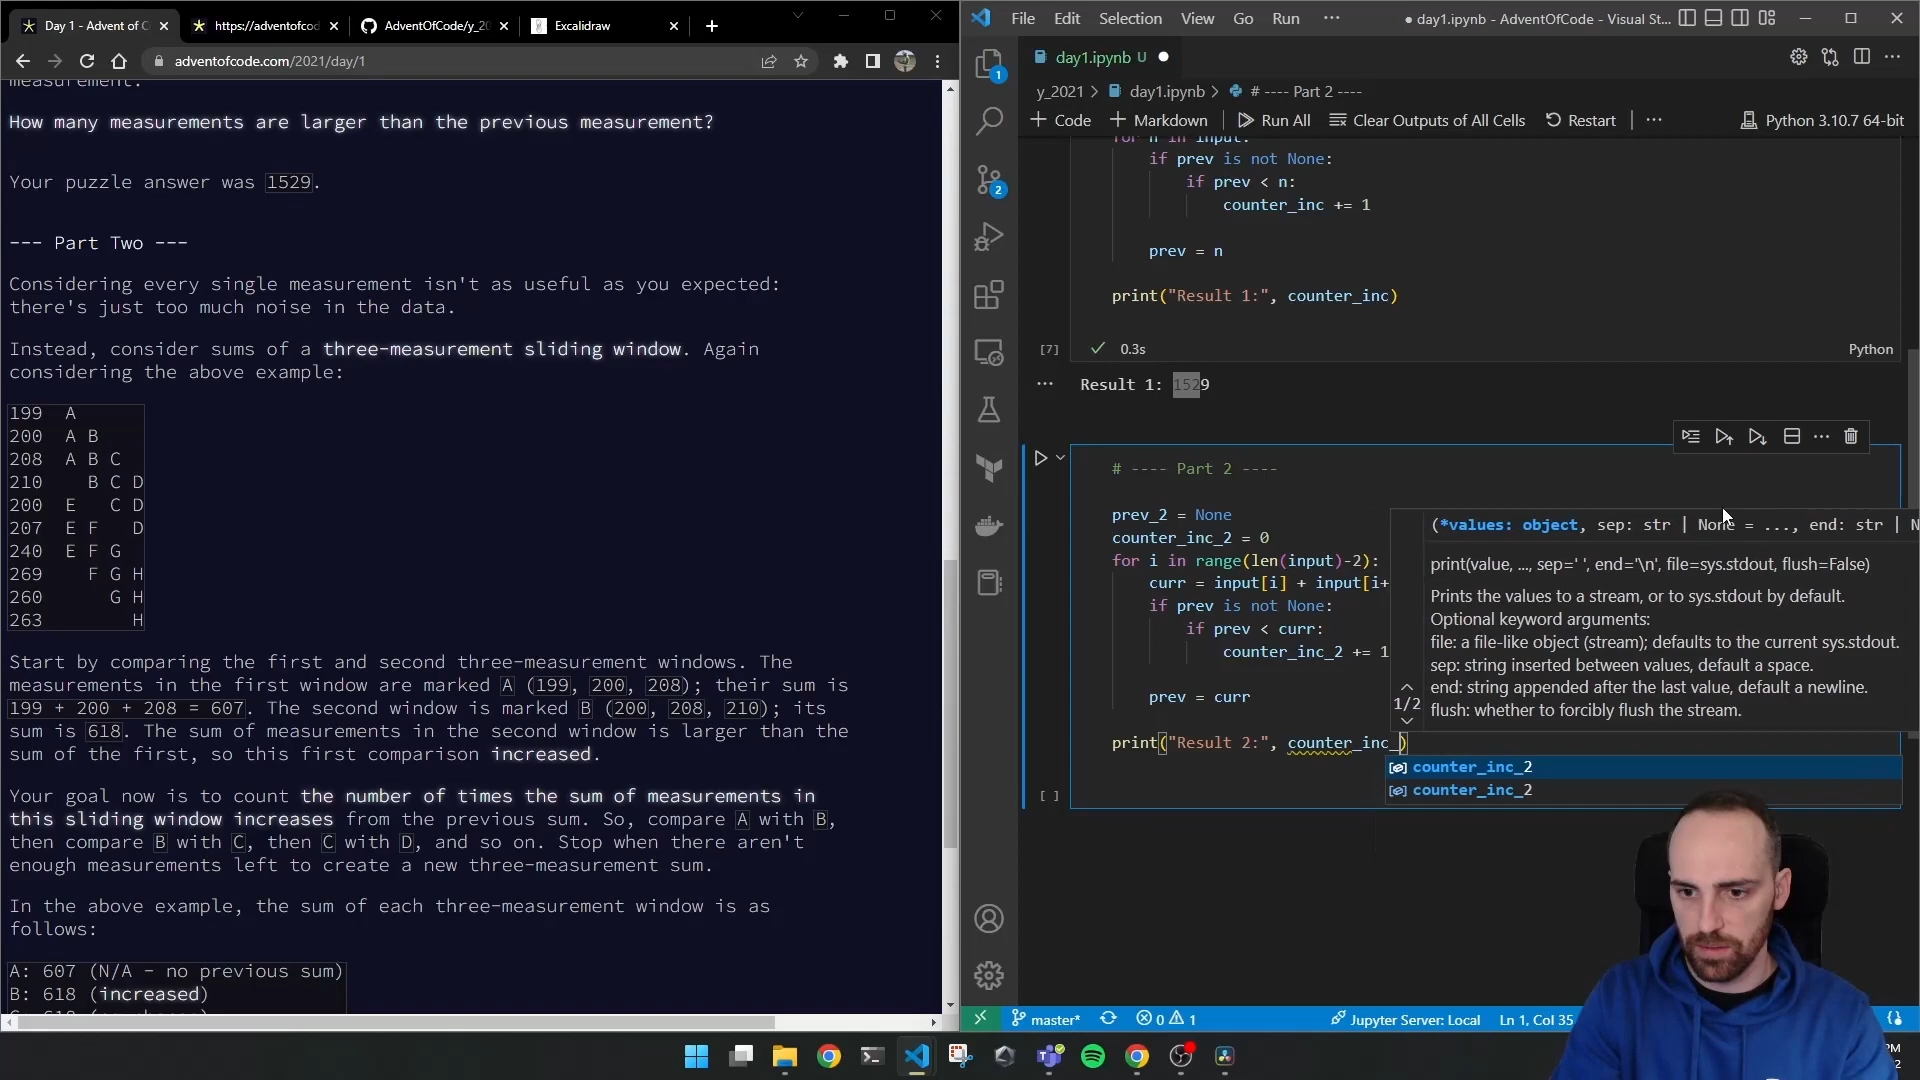 Day 1 - Advent of C
https://adventofcod
AdventOfCode/y_20
Excalidraw
adventofcode.com/2021/day/1
measurement.
How many measurements are larger than the previous measurement?
Your puzzle answer was 1529.
--- Part Two ---
Considering every single measurement isn't as useful as you expected:
there's just too much noise in the data.
Instead, consider sums of a three-measurement sliding window. Again
considering the above example:
199 A
200 A B
208 A B C
210 B C D
200 E C D
207 E F D
240 E F G
269 F G H
260 G H
263 H
Start by comparing the first and second three-measurement windows. The
measurements in the first window are marked A (199, 200, 208); their sum is
199 + 200 + 208 = 607. The second window is marked B (200, 208, 210); its
sum is 618. The sum of measurements in the second window is larger than the
sum of the first, so this first comparison increased.
Your goal now is to count the number of times the sum of measurements in
this sliding window increases from the previous sum. So, compare A with B,
then compare B with C, then C with D, and so on. Stop when there aren't
enough measurements left to create a new three-measurement sum.
In the above example, the sum of each three-measurement window is as
follows:
A: 607 (N/A - no previous sum)
B: 618 (increased)
File Edit Selection View Go Run ···
● day1.ipynb - AdventOfCode - Visual St...
day1.ipynb U
y_2021 > day1.ipynb > # ---- Part 2 ----
+ Code + Markdown Run All Clear Outputs of All Cells Restart ··· Python 3.10.7 64-bit
for n in input:
if prev is not None:
if prev < n:
counter_inc += 1
prev = n
print("Result 1:", counter_inc)
[7] 0.3s Python
Result 1: 1529
# ---- Part 2 ----
prev_2 = None
counter_inc_2 = 0
for i in range(len(input)-2):
curr = input[i] + input[i+
if prev is not None:
if prev < curr:
counter_inc_2 += 1
prev = curr
print("Result 2:", counter_inc_)
[ ]
(*values: object, sep: str | None = ..., end: str | N
print(value, ..., sep=' ', end='\n', file=sys.stdout, flush=False)
Prints the values to a stream, or to sys.stdout by default.
Optional keyword arguments:
file: a file-like object (stream); defaults to the current sys.stdout.
sep: string inserted between values, default a space.
end: string appended after the last value, default a newline.
flush: whether to forcibly flush the stream.
1/2
counter_inc_2
counter_inc_2
1
2
master* 0 1 Jupyter Server: Local Ln 1, Col 35
PM
2